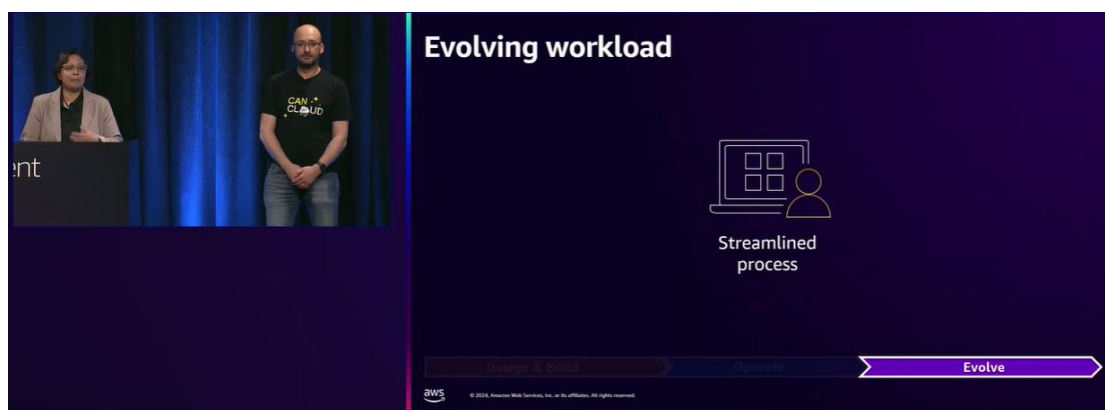 Evolving workload
CAN
CLOUD
ent
Streamlined
process
Design & Build
Operate
Evolve
aws
© 2024, Amazon Web Services, Inc. or its affiliates. All rights reserved.